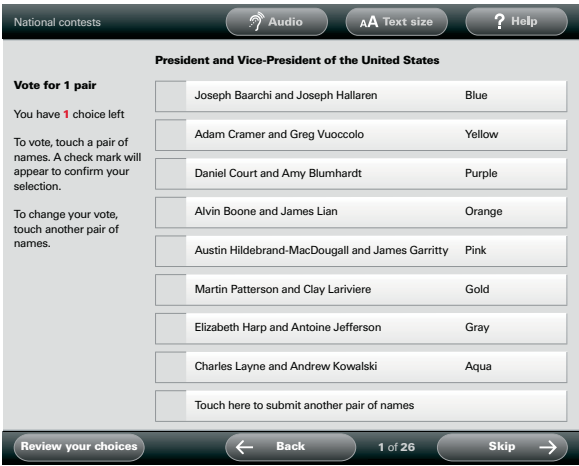 National contests
Audio
AA Text size
? Help
President and Vice-President of the United States
Vote for 1 pair
You have 1 choice left
To vote, touch a pair of
names. A check mark will
appear to confirm your
selection.
To change your vote,
touch another pair of
names.
Joseph Baarchi and Joseph Hallaren Blue
Adam Cramer and Greg Vuoccolo Yellow
Daniel Court and Amy Blumhardt Purple
Alvin Boone and James Lian Orange
Austin Hildebrand-MacDougall and James Garritty Pink
Martin Patterson and Clay Lariviere Gold
Elizabeth Harp and Antoine Jefferson Gray
Charles Layne and Andrew Kowalski Aqua
Touch here to submit another pair of names
Review your choices
← Back
1 of 26
Skip →